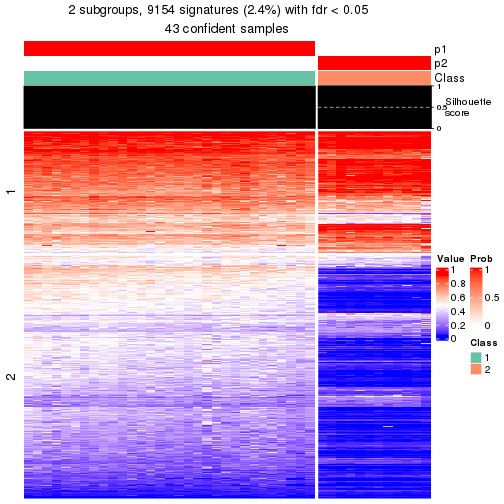 2 subgroups, 9154 signatures (2.4%) with fdr < 0.05
43 confident samples
p1
p2
Class
1
0.5
0
Silhouette
score
1
2
Value
1
0.8
0.6
0.4
0.2
0
Prob
1
0.5
0
Class
1
2